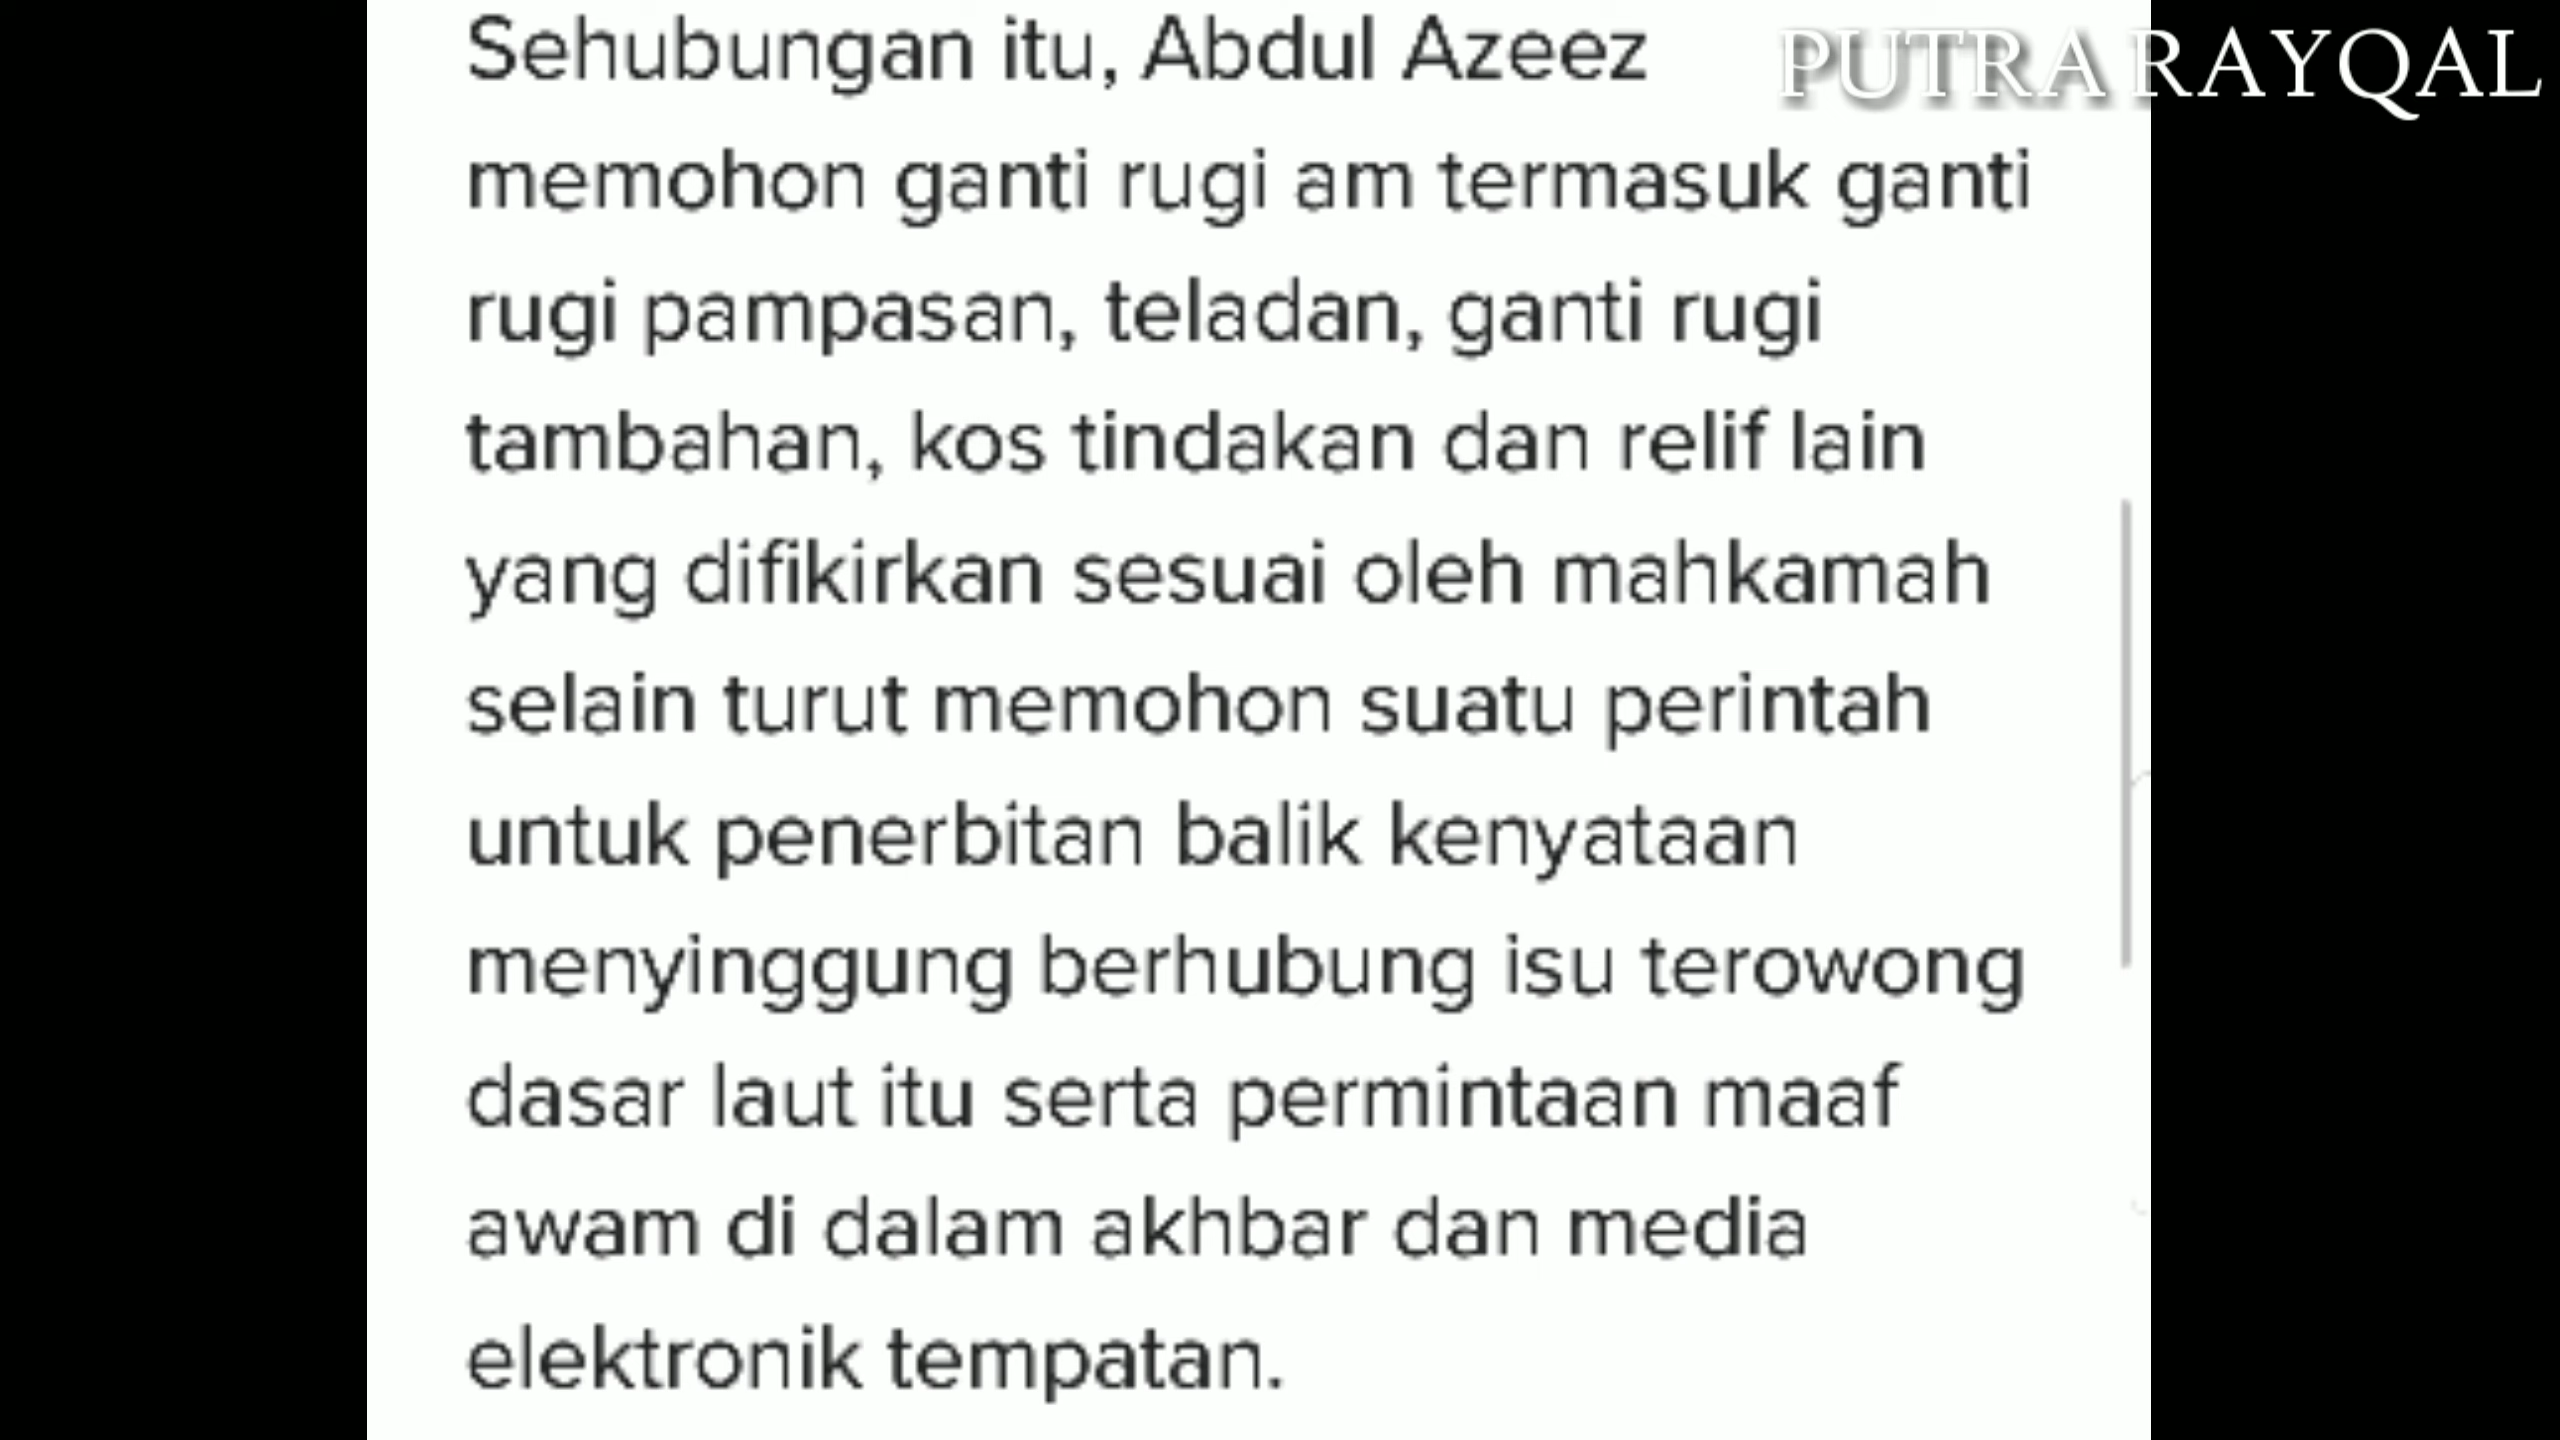 PUTRA RAYQAL
Sehubungan itu, Abdul Azeez
memohon ganti rugi am termasuk ganti
rugi pampasan, teladan, ganti rugi
tambahan, kos tindakan dan relif lain
yang difikirkan sesuai oleh mahkamah
selain turut memohon suatu perintah
untuk penerbitan balik kenyataan
menyinggung berhubung isu terowong
dasar laut itu serta permintaan maaf
awam di dalam akhbar dan media
elektronik tempatan.